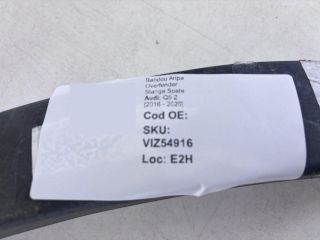 Bandou Aripa
Overfender
Stanga Spate
Audi, Q5 2
[2016 - 2020]
Cod OE:
SKU:
VIZ54916
Loc: E2H